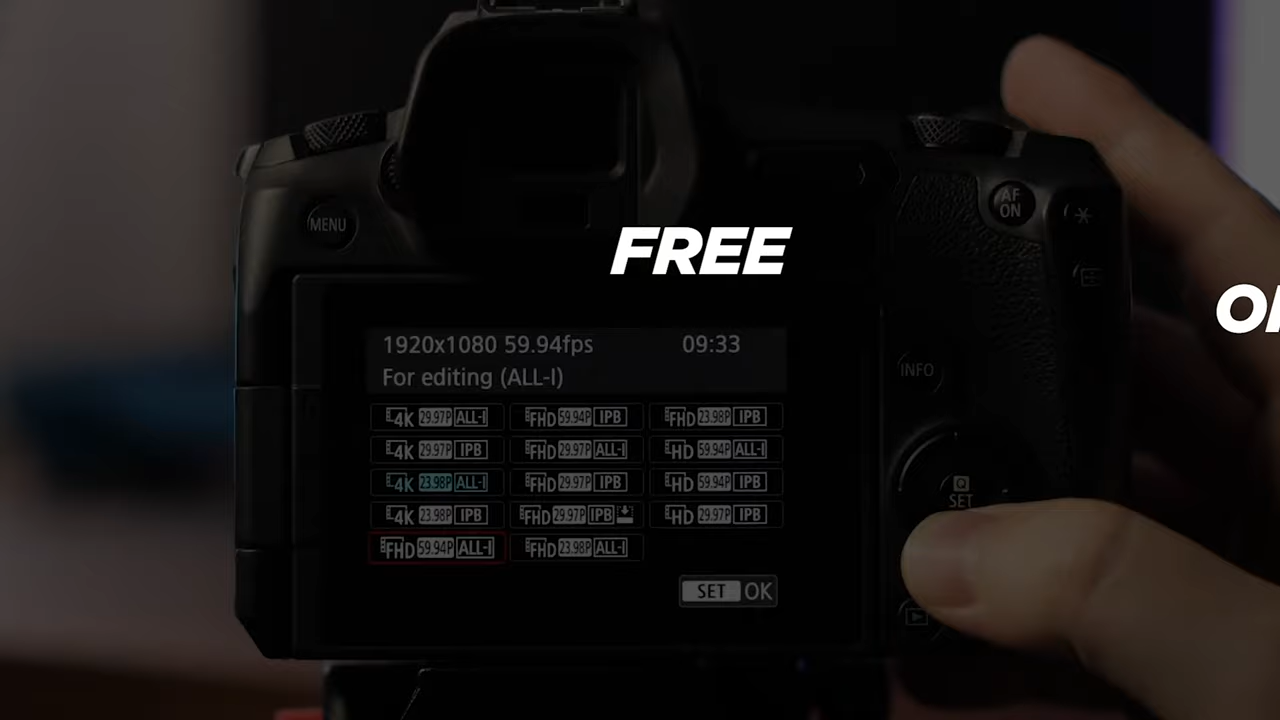 AF
ON
MENU
FREE
1920x1080 59.94fps 09:33
INFO
For editing (ALL-I)
4K 29.97P ALL-I FHD 59.94P IPB FHD 23.98P IPB
4K 29.97P IPB FHD 29.97P ALL-I HD 59.94P ALL-I
4K 23.98P ALL-I FHD 29.97P IPB HD 59.94P IPB
Q
SET
4K 23.98P IPB FHD 29.97P IPB HD 29.97P IPB
FHD 59.94P ALL-I FHD 23.98P ALL-I
SET OK